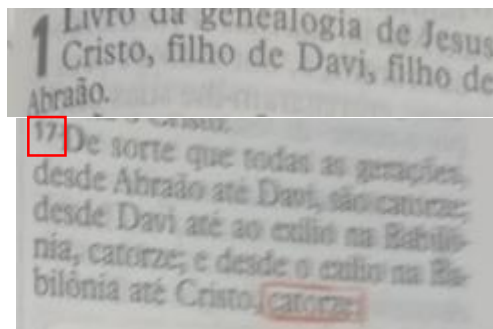 1 Livro da genealogia de Jesus
Cristo, filho de Davi, filho de
Abraão.
17 De sorte que todas as gerações,
desde Abraão até Davi, são catorze;
desde Davi até ao exílio na Babilô-
nia, catorze; e desde o exílio na Ba-
bilônia até Cristo, catorze.